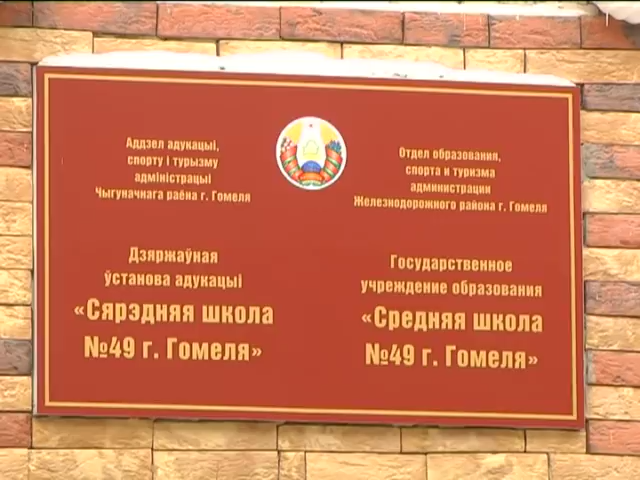 Аддзел адукацыі,
спорту і турызму
адміністрацыі
Чыгуначнага раёна г. Гомеля
Дзяржаўная
ўстанова адукацыі
«Сярэдняя школа
№49 г. Гомеля»
Отдел образования,
спорта и туризма
администрации
Железнодорожного района г. Гомеля
Государственное
учреждение образования
«Средняя школа
№49 г. Гомеля»